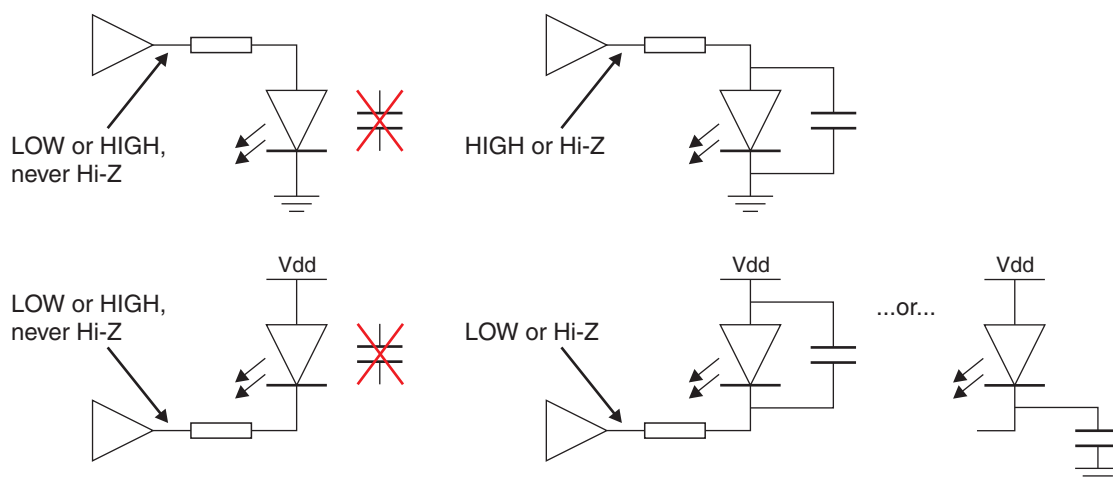 LOW or HIGH,
never Hi-Z
HIGH or Hi-Z
Vdd
LOW or HIGH,
never Hi-Z
Vdd
LOW or Hi-Z
...or...
Vdd